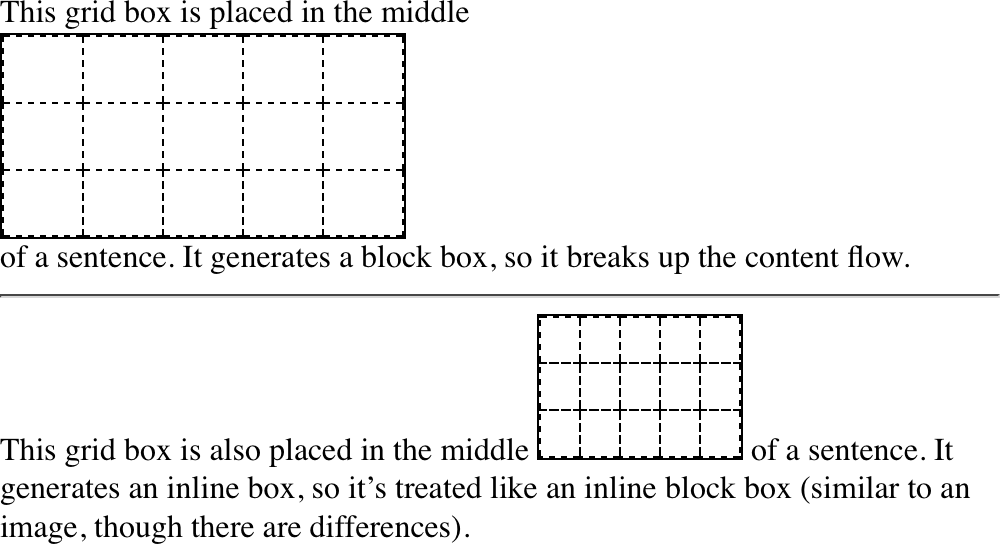 This grid box is placed in the middle
of a sentence. It generates a block box, so it breaks up the content flow.
This grid box is also placed in the middle of a sentence. It
generates an inline box, so it’s treated like an inline block box (similar to an
image, though there are differences).